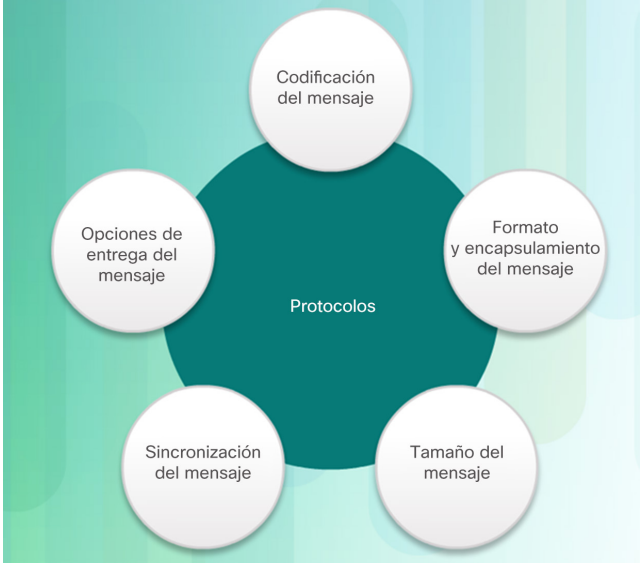 Codificación
del mensaje
Opciones de
entrega del
mensaje
Formato
y encapsulamiento
del mensaje
Protocolos
Sincronización
del mensaje
Tamaño del
mensaje